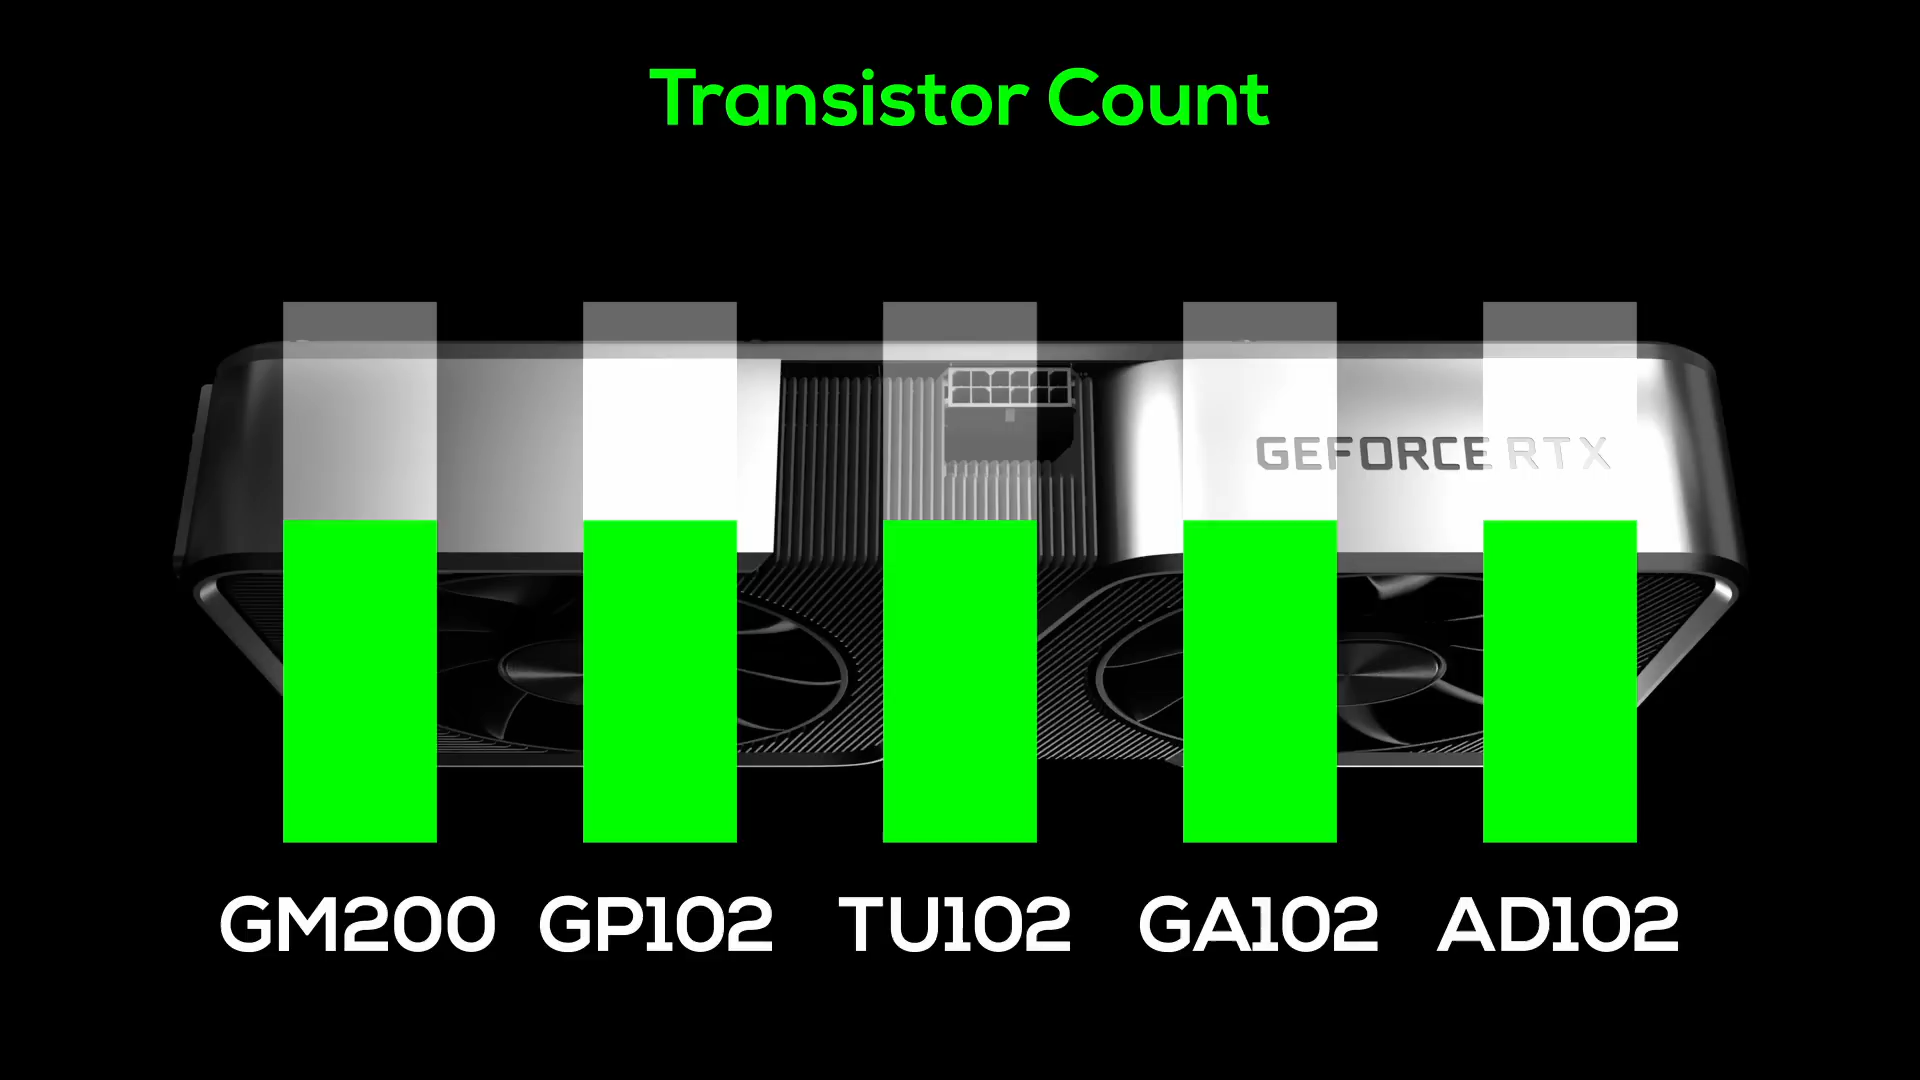 Transistor Count
GEFORCE RTX
GM200 GP102 TU102 GA102 AD102